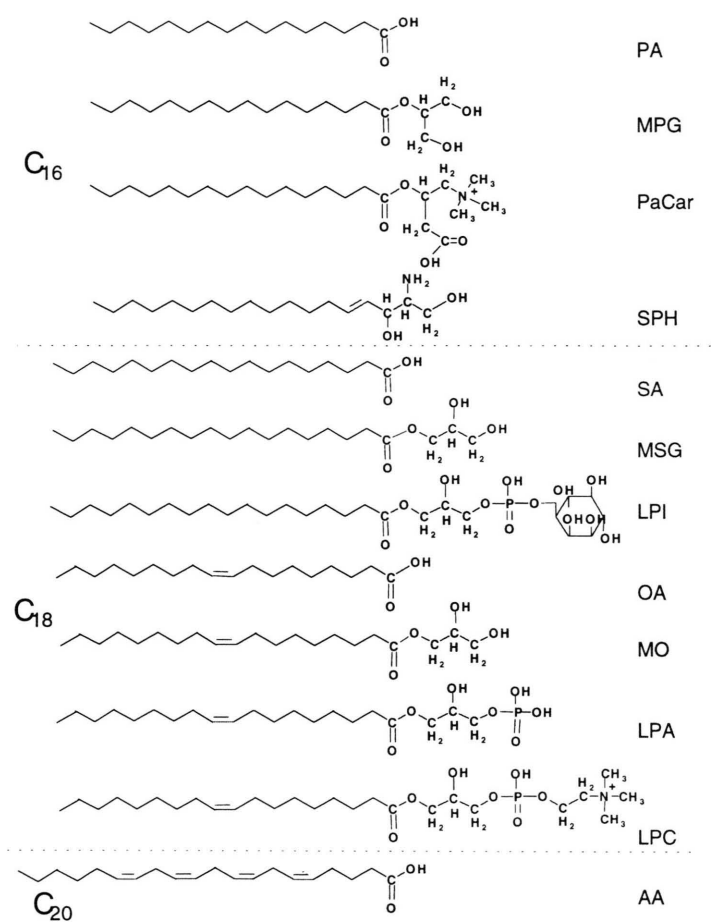 C OH
O
PA
H2
C O C H C OH
O
H2C OH
MPG
C16
H2
C O C H C N+ CH3
O
CH3 CH3
H2C
C=O
OH
PaCar
NH2
H C C H OH
OH C H2
SPH
C OH
O
SA
OH
C O C C C OH
O H2 H H2
MSG
OH OH
C O C C C O P O
O H2 H H2 O
OH OH OH
OH OH OH
LPI
C OH
O
OA
C18
OH
C O C C C OH
O H2 H H2
MO
OH OH
C O C C C O P OH
O H2 H H2 O
LPA
OH OH H2 CH3
C O C C C O P O C C N+ CH3
O H2 H H2 O H2 CH3
LPC
C OH
O
C20
AA